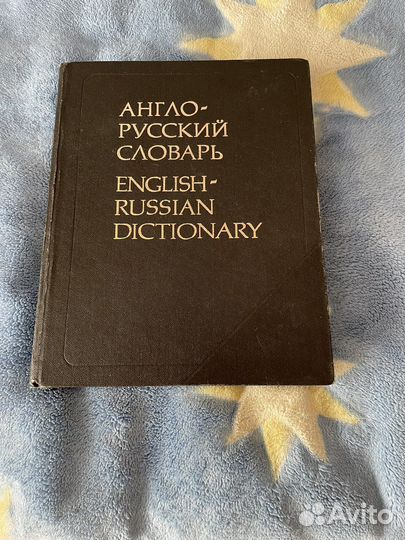 АНГЛО-
РУССКИЙ
СЛОВАРЬ
ENGLISH-
RUSSIAN
DICTIONARY
Avito